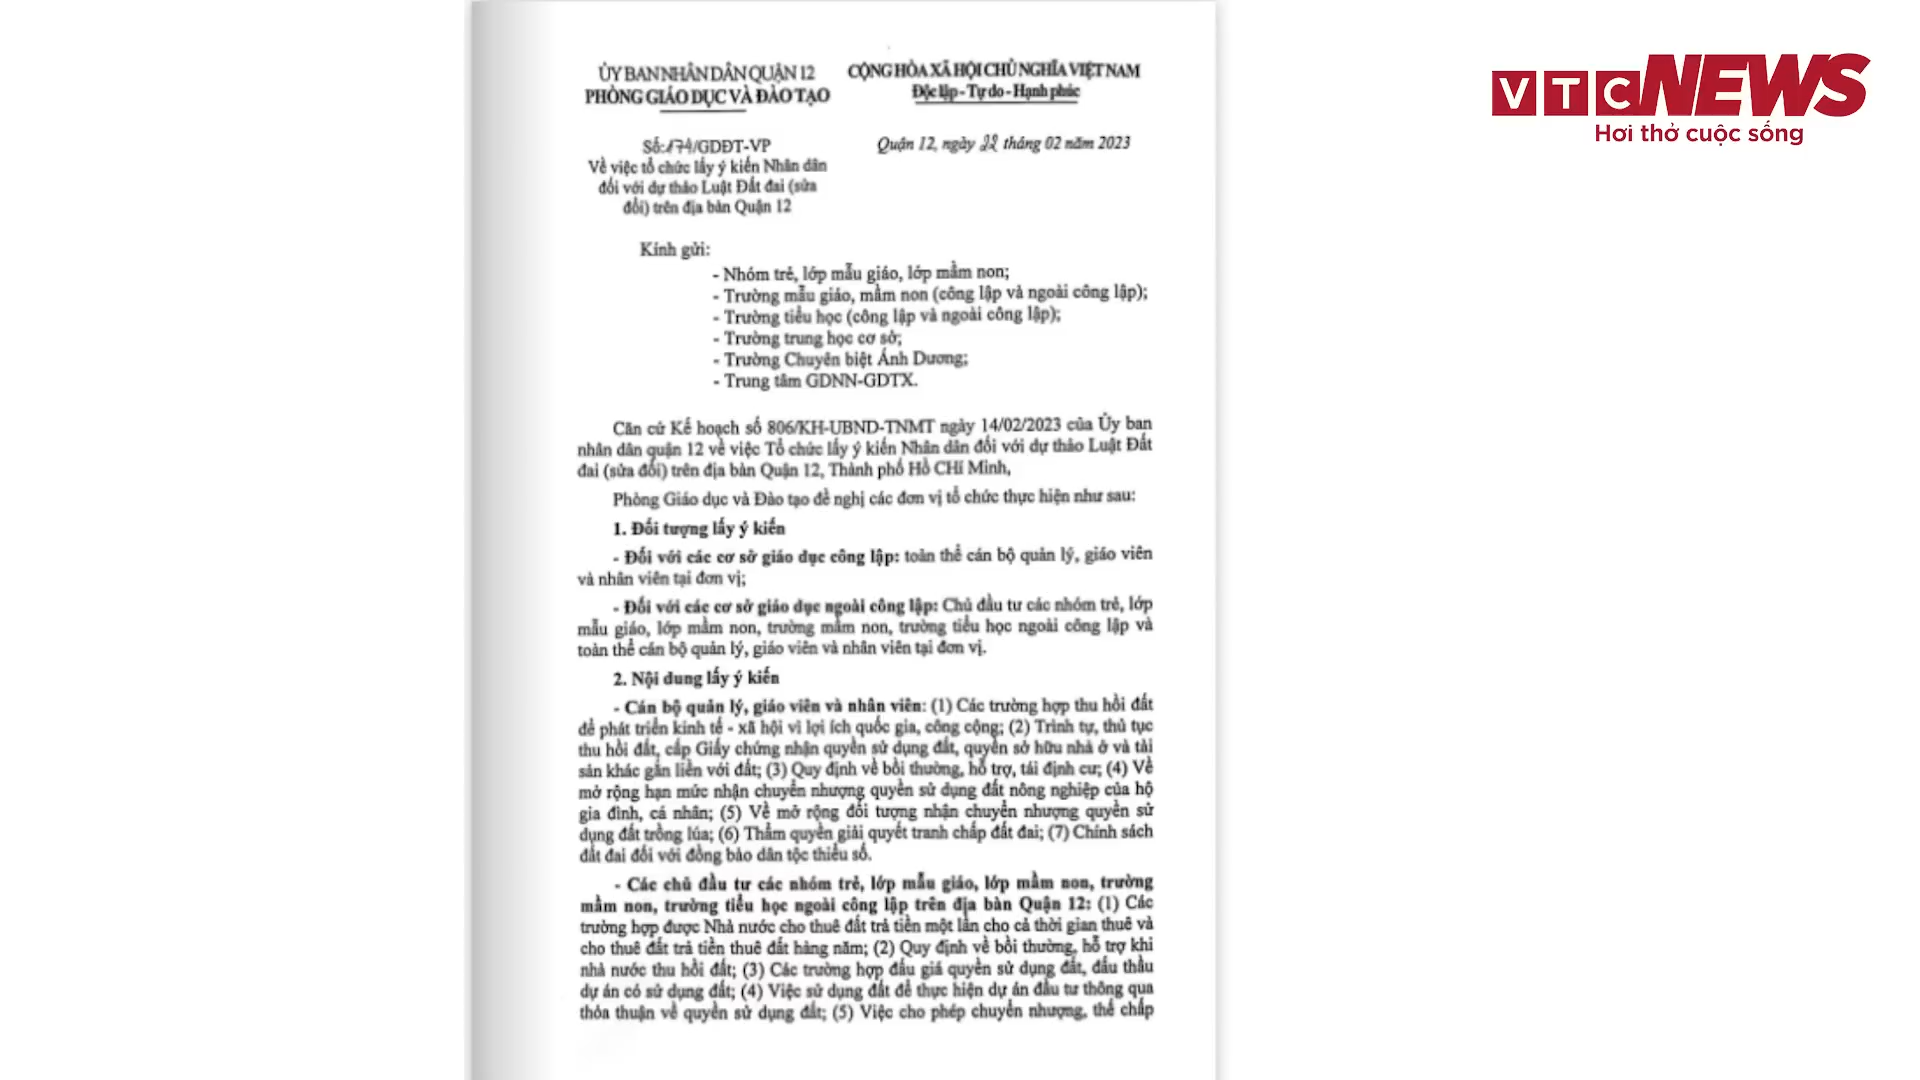 ỦY BAN NHÂN DÂN QUẬN 12
PHÒNG GIÁO DỤC VÀ ĐÀO TẠO
CỘNG HÒA XÃ HỘI CHỦ NGHĨA VIỆT NAM
Độc lập - Tự do - Hạnh phúc
VTC NEWS
Hơi thở cuộc sống
Số:174/GDĐT-VP
Về việc tổ chức lấy ý kiến Nhân dân
đối với dự thảo Luật Đất đai (sửa
đổi) trên địa bàn Quận 12
Quận 12, ngày 22 tháng 02 năm 2023
Kính gửi:
- Nhóm trẻ, lớp mẫu giáo, lớp mầm non;
- Trường mẫu giáo, mầm non (công lập và ngoài công lập);
- Trường tiểu học (công lập và ngoài công lập);
- Trường trung học cơ sở;
- Trường Chuyên biệt Ánh Dương;
- Trung tâm GDNN-GDTX.
Căn cứ Kế hoạch số 806/KH-UBND-TNMT ngày 14/02/2023 của Ủy ban
nhân dân quận 12 về việc Tổ chức lấy ý kiến Nhân dân đối với dự thảo Luật Đất
đai (sửa đổi) trên địa bàn Quận 12, Thành phố Hồ CHí Minh,
Phòng Giáo dục và Đào tạo đề nghị các đơn vị tổ chức thực hiện như sau:
1. Đối tượng lấy ý kiến
- Đối với các cơ sở giáo dục công lập: toàn thể cán bộ quản lý, giáo viên
và nhân viên tại đơn vị;
- Đối với các cơ sở giáo dục ngoài công lập: Chủ đầu tư các nhóm trẻ, lớp
mẫu giáo, lớp mầm non, trường mầm non, trường tiểu học ngoài công lập và
toàn thể cán bộ quản lý, giáo viên và nhân viên tại đơn vị.
2. Nội dung lấy ý kiến
- Cán bộ quản lý, giáo viên và nhân viên: (1) Các trường hợp thu hồi đất
để phát triển kinh tế - xã hội vì lợi ích quốc gia, công cộng; (2) Trình tự, thủ tục
thu hồi đất, cấp Giấy chứng nhận quyền sử dụng đất, quyền sở hữu nhà ở và tài
sản khác gắn liền với đất; (3) Quy định về bồi thường, hỗ trợ, tái định cư; (4) Về
mở rộng hạn mức nhận chuyển nhượng quyền sử dụng đất nông nghiệp của hộ
gia đình, cá nhân; (5) Về mở rộng đối tượng nhận chuyển nhượng quyền sử
dụng đất trồng lúa; (6) Thẩm quyền giải quyết tranh chấp đất đai; (7) Chính sách
đất đai đối với đồng bào dân tộc thiểu số.
- Các chủ đầu tư các nhóm trẻ, lớp mẫu giáo, lớp mầm non, trường
mầm non, trường tiểu học ngoài công lập trên địa bàn Quận 12: (1) Các
trường hợp được Nhà nước cho thuê đất trả tiền một lần cho cả thời gian thuê và
cho thuê đất trả tiền thuê đất hàng năm; (2) Quy định về bồi thường, hỗ trợ khi
nhà nước thu hồi đất; (3) Các trường hợp đấu giá quyền sử dụng đất, đấu thầu
dự án có sử dụng đất; (4) Việc sử dụng đất để thực hiện dự án đầu tư thông qua
thỏa thuận về quyền sử dụng đất; (5) Việc cho phép chuyển nhượng, thế chấp